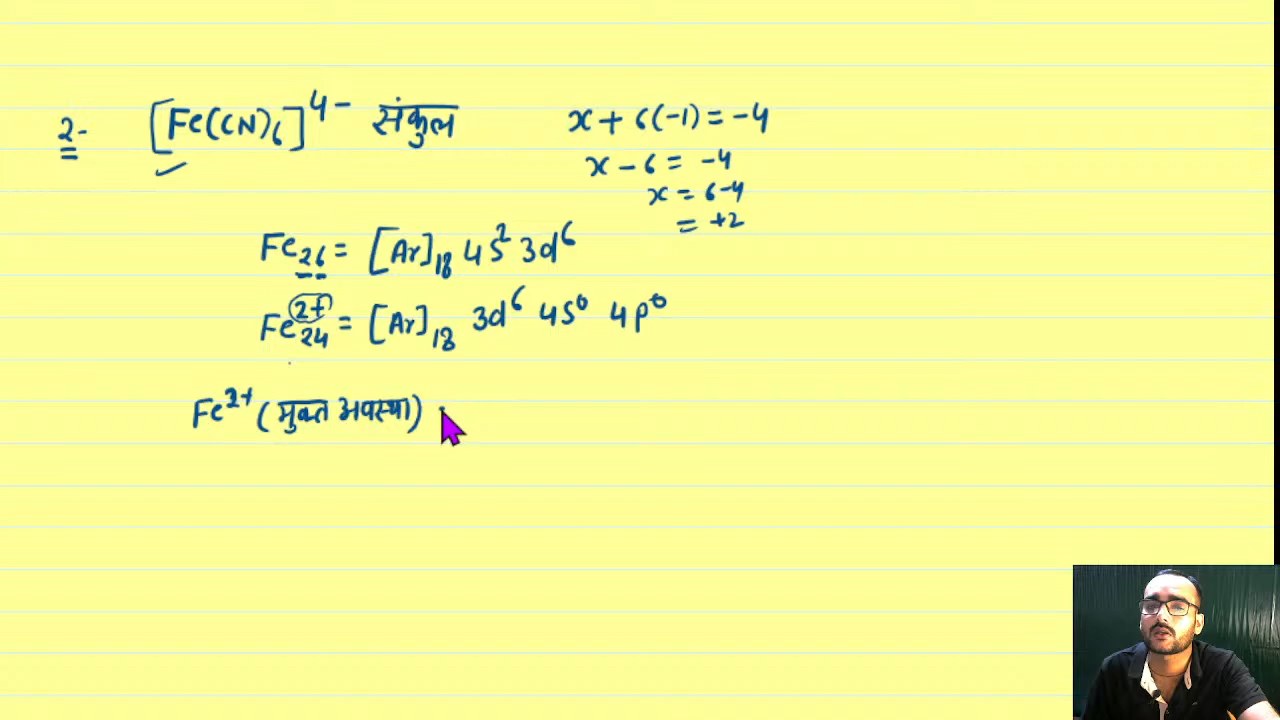 2- [Fe(CN)₆]⁴⁻ संकुल
x + 6(-1) = -4
x - 6 = -4
x = 6-4
= +2
Fe₂₆ = [Ar]₁₈ 4s² 3d⁶
Fe²⁺₂₄ = [Ar]₁₈ 3d⁶ 4s⁰ 4p⁰
Fe²⁺ (मुक्त अवस्था)